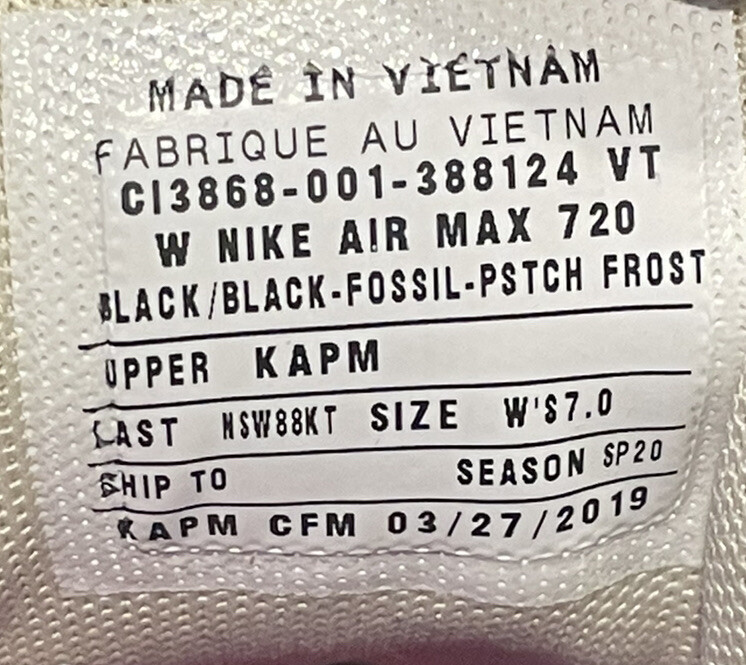 MADE IN VIETNAM
FABRIQUE AU VIETNAM
CI3868-001-388124 VT
W NIKE AIR MAX 720
BLACK/BLACK-FOSSIL-PSTCH FROST
UPPER KAPM
LAST NSW88KT SIZE W'S7.0
SHIP TO SEASON SP20
KAPM CFM 03/27/2019